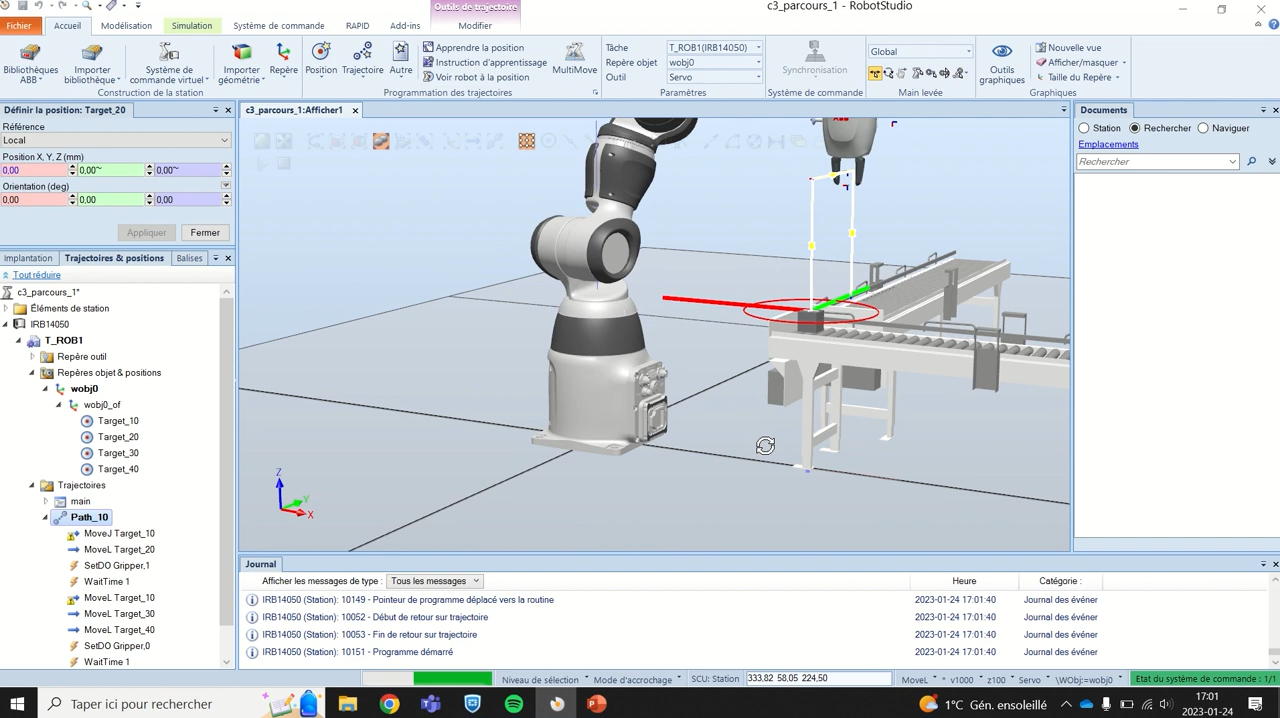 Outils de trajectoire
c3_parcours_1 - RobotStudio
Fichier
Accueil
Modélisation
Simulation
Système de commande
RAPID
Add-ins
Modifier
Bibliothèques
ABB
Importer
bibliothèque
Système de
commande virtuel
Importer
géométrie
Repère
Position
Trajectoire
Autre
Apprendre la position
Instruction d'apprentissage
Voir robot à la position
MultiMove
Tâche
T_ROB1(IRB14050)
Repère objet
wobj0
Outil
Servo
Synchronisation
Global
Outils
graphiques
Nouvelle vue
Afficher/masquer
Taille du Repère
Construction de la station
Programmation des trajectoires
Paramètres
Système de commande
Main levée
Graphiques
Définir la position: Target_20
Référence
Local
Position X, Y, Z (mm)
0,00
0,00~
0,00~
Orientation (deg)
0,00
0,00
0,00
Appliquer
Fermer
Implantation
Trajectoires & positions
Balises
Tout réduire
c3_parcours_1*
Éléments de station
IRB14050
T_ROB1
Repère outil
Repères objet & positions
wobj0
wobj0_of
Target_10
Target_20
Target_30
Target_40
Trajectoires
main
Path_10
MoveJ Target_10
MoveL Target_20
SetDO Gripper,1
WaitTime 1
MoveL Target_10
MoveL Target_30
MoveL Target_40
SetDO Gripper,0
WaitTime 1
c3_parcours_1:Afficher1
ABB
Z
Y
X
Documents
Station
Rechercher
Naviguer
Emplacements
Rechercher
Journal
Afficher les messages de type :
Tous les messages
Heure
Catégorie :
IRB14050 (Station): 10149 - Pointeur de programme déplacé vers la routine
2023-01-24 17:01:40
Journal des événer
IRB14050 (Station): 10052 - Début de retour sur trajectoire
2023-01-24 17:01:40
Journal des événer
IRB14050 (Station): 10053 - Fin de retour sur trajectoire
2023-01-24 17:01:40
Journal des événer
IRB14050 (Station): 10151 - Programme démarré
2023-01-24 17:01:40
Journal des événer
Niveau de sélection
Mode d'accrochage
SCU: Station
333,82 58,05 224,50
MoveL
* v1000
z100
Servo
\WObj:=wobj0
Etat du système de commande : 1/1
Taper ici pour rechercher
1°C Gén. ensoleillé
17:01
2023-01-24